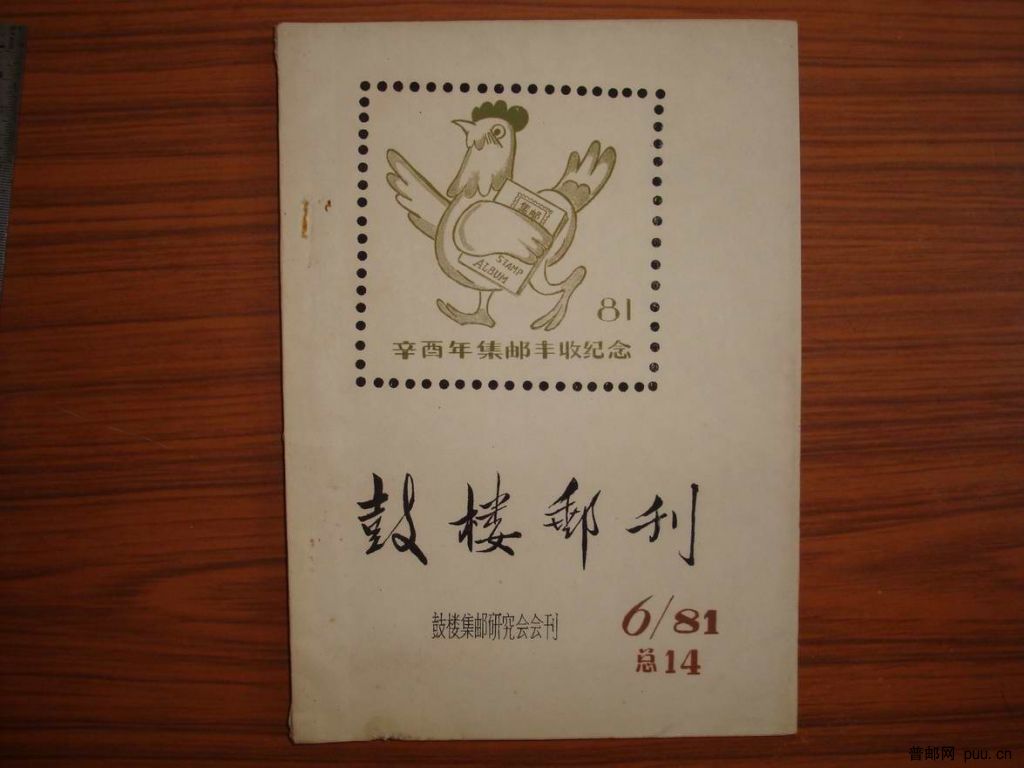 集邮
STAMP
ALBUM
81
辛酉年集邮丰收纪念
鼓楼郵刊
鼓楼集邮研究会会刊
6/81
总14
普邮网 puu.cn